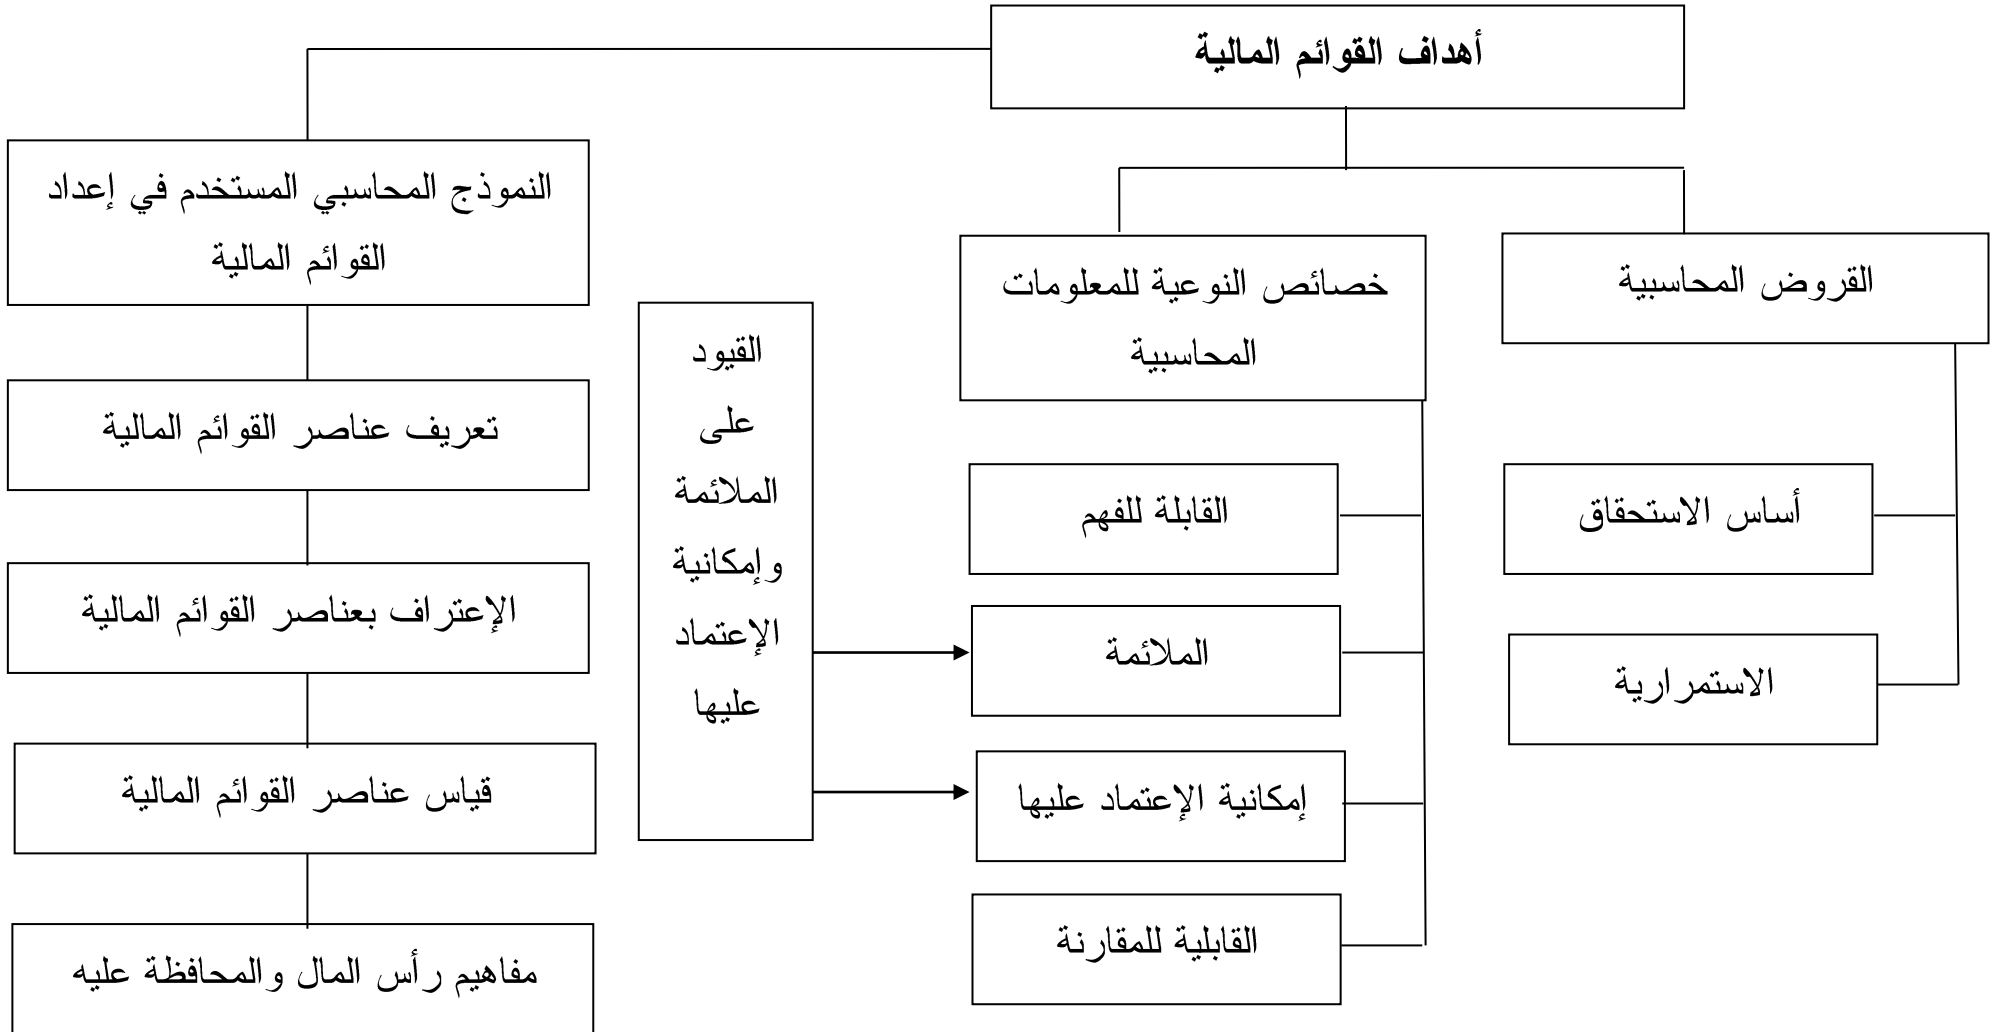 أهداف القوائم المالية
القروض المحاسبية
أساس الاستحقاق
الاستمرارية
خصائص النوعية للمعلومات
المحاسبية
القابلة للفهم
الملائمة
إمكانية الإعتماد عليها
القابلية للمقارنة
القيود
على
الملائمة
وإمكانية
الإعتماد
عليها
النموذج المحاسبي المستخدم في إعداد
القوائم المالية
تعريف عناصر القوائم المالية
الإعتراف بعناصر القوائم المالية
قياس عناصر القوائم المالية
مفاهيم رأس المال والمحافظة عليه